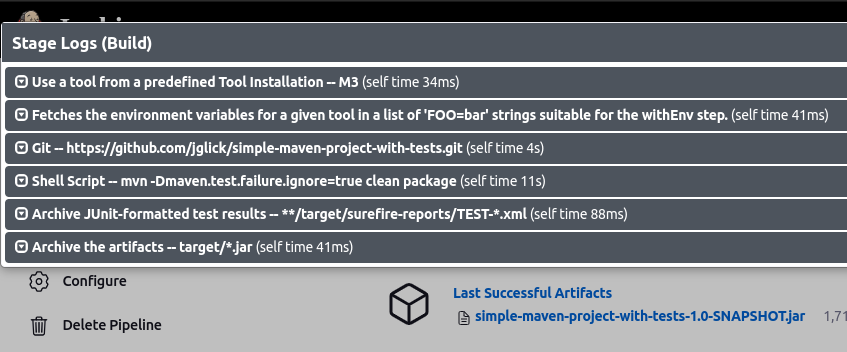 Stage Logs (Build)
Use a tool from a predefined Tool Installation -- M3 (self time 34ms)
Fetches the environment variables for a given tool in a list of 'FOO=bar' strings suitable for the withEnv step. (self time 41ms)
Git -- https://github.com/jglick/simple-maven-project-with-tests.git (self time 4s)
Shell Script -- mvn -Dmaven.test.failure.ignore=true clean package (self time 11s)
Archive JUnit-formatted test results -- **/target/surefire-reports/TEST-*.xml (self time 88ms)
Archive the artifacts -- target/*.jar (self time 41ms)
Configure
Last Successful Artifacts
simple-maven-project-with-tests-1.0-SNAPSHOT.jar 1,71
Delete Pipeline